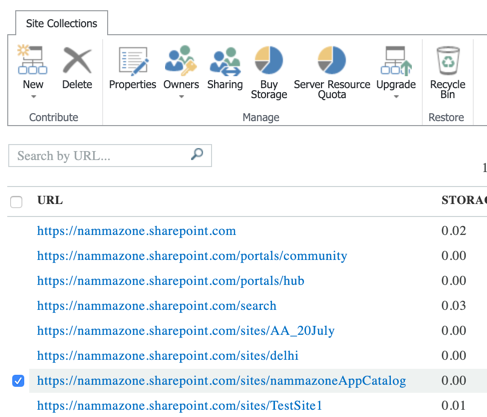 Site Collections
New Delete Properties Owners Sharing Buy Storage Server Resource Quota Upgrade Recycle Bin
Contribute Manage Restore
Search by URL...
1
URL STORAG
https://nammazone.sharepoint.com 0.02
https://nammazone.sharepoint.com/portals/community 0.00
https://nammazone.sharepoint.com/portals/hub 0.00
https://nammazone.sharepoint.com/search 0.03
https://nammazone.sharepoint.com/sites/AA_20July 0.00
https://nammazone.sharepoint.com/sites/delhi 0.00
https://nammazone.sharepoint.com/sites/nammazoneAppCatalog 0.00
https://nammazone.sharepoint.com/sites/TestSite1 0.01